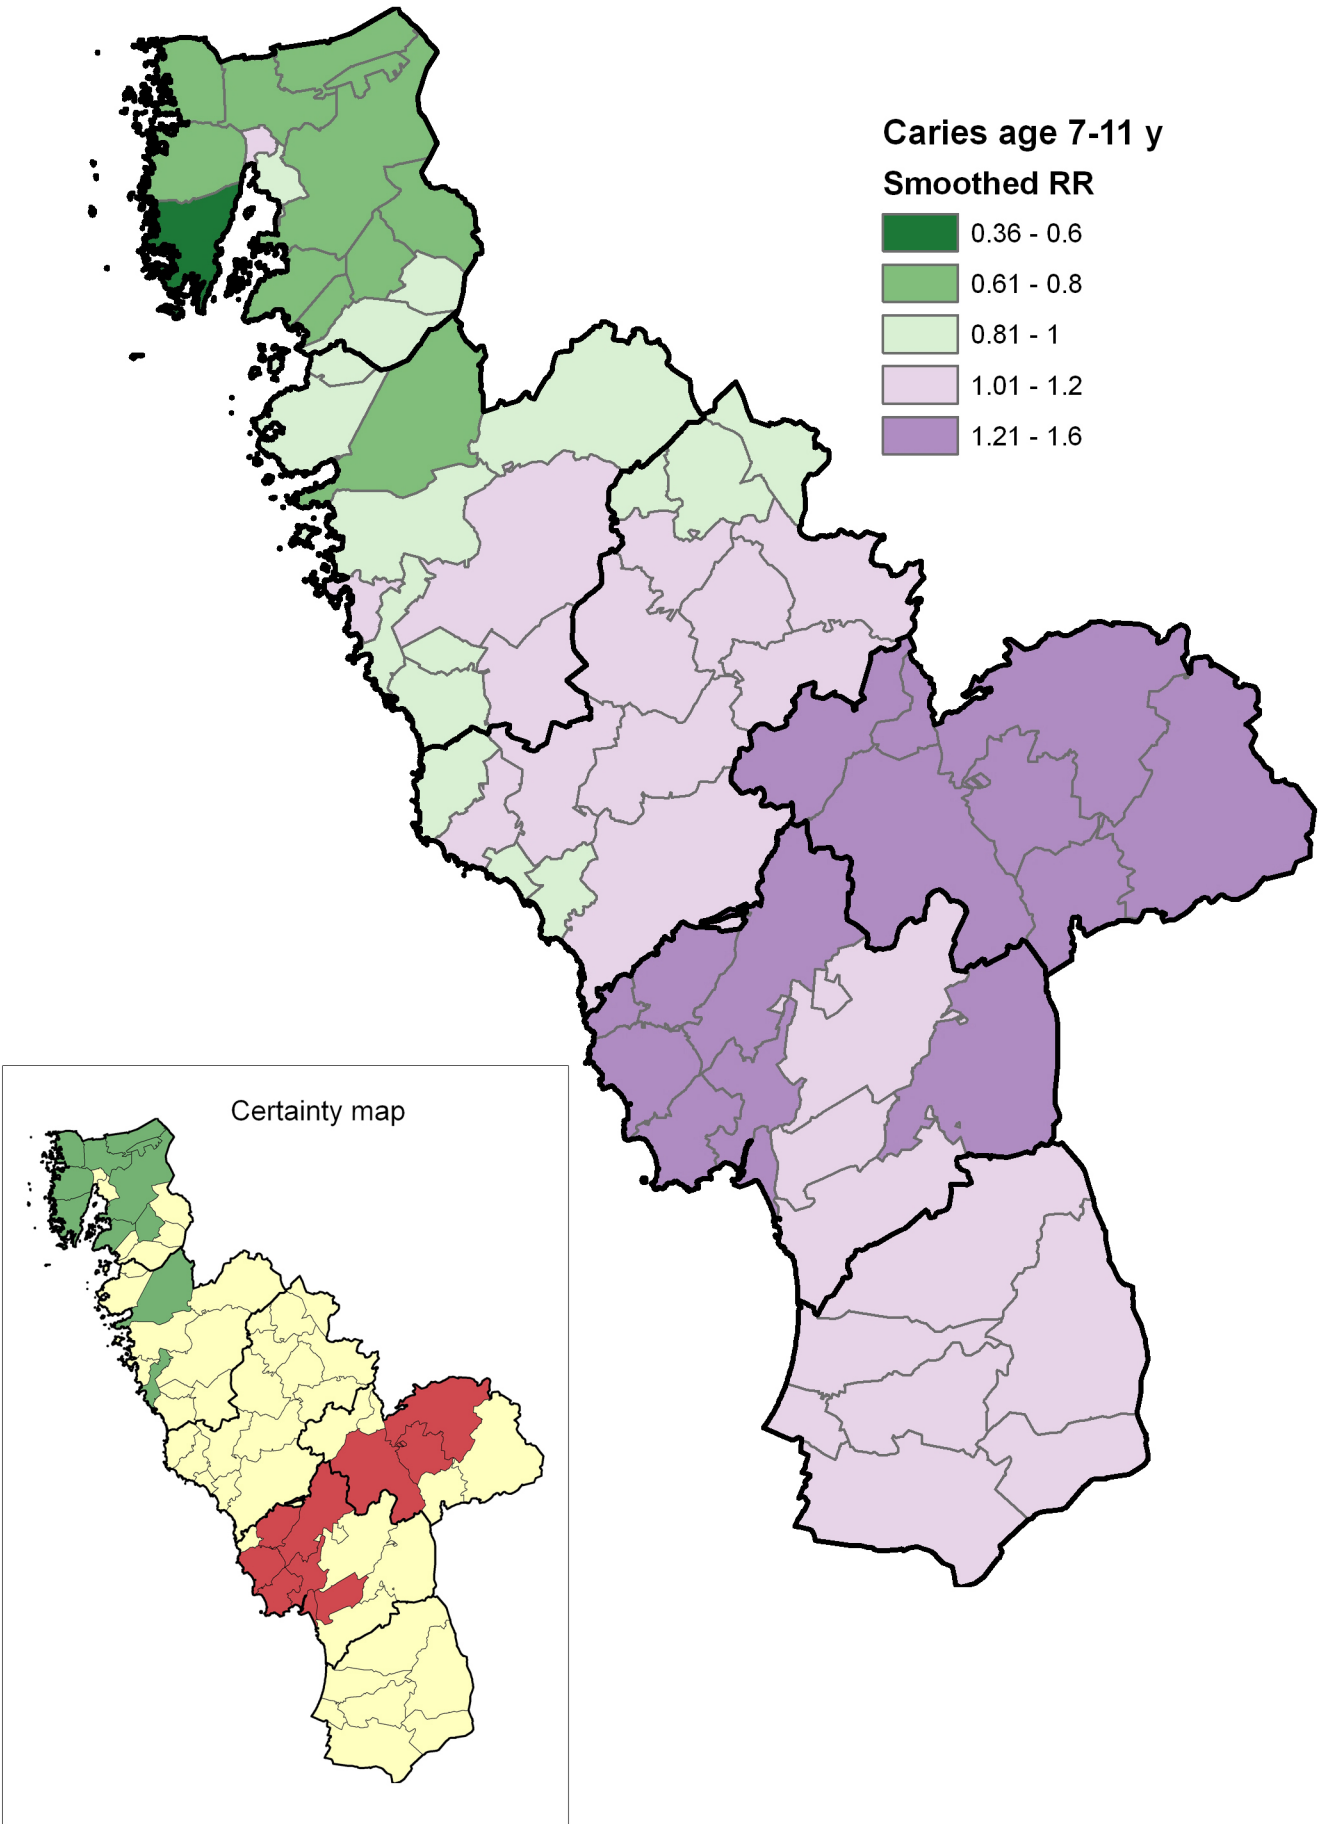 Caries age 7-11 y
Smoothed RR
0.36 - 0.6
0.61 - 0.8
0.81 - 1
1.01 - 1.2
1.21 - 1.6
Certainty map